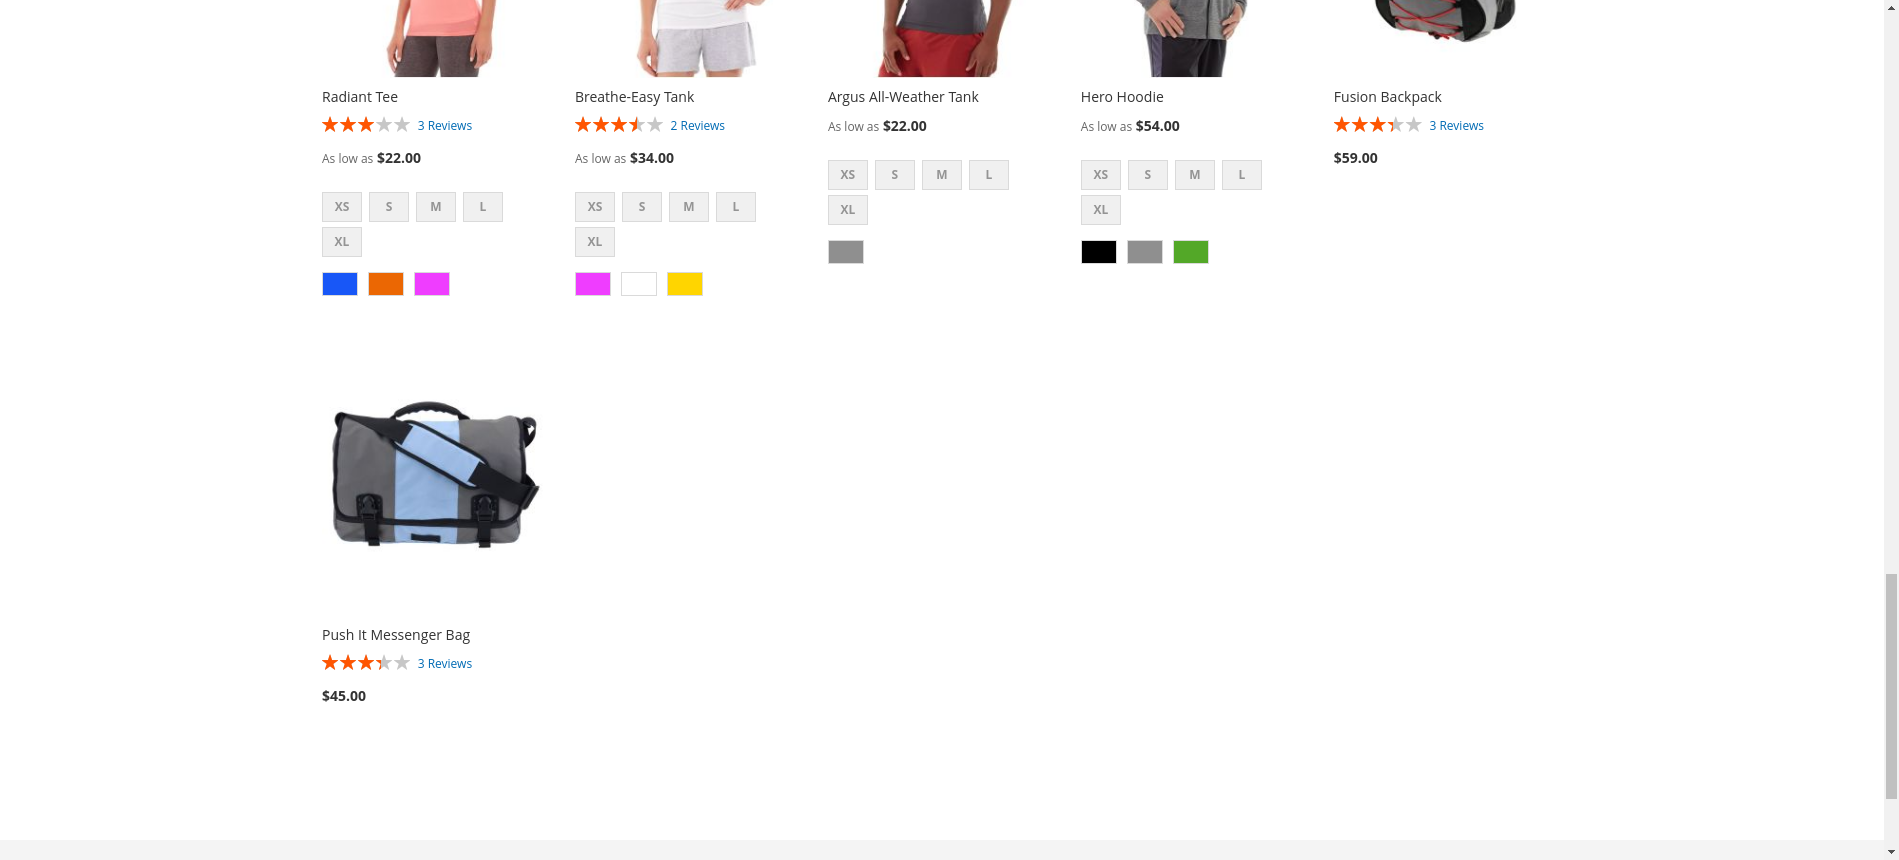 Radiant Tee
3 Reviews
As low as $22.00
XS S M L
XL
Breathe-Easy Tank
2 Reviews
As low as $34.00
XS S M L
XL
Argus All-Weather Tank
As low as $22.00
XS S M L
XL
Hero Hoodie
As low as $54.00
XS S M L
XL
Fusion Backpack
3 Reviews
$59.00
Push It Messenger Bag
3 Reviews
$45.00